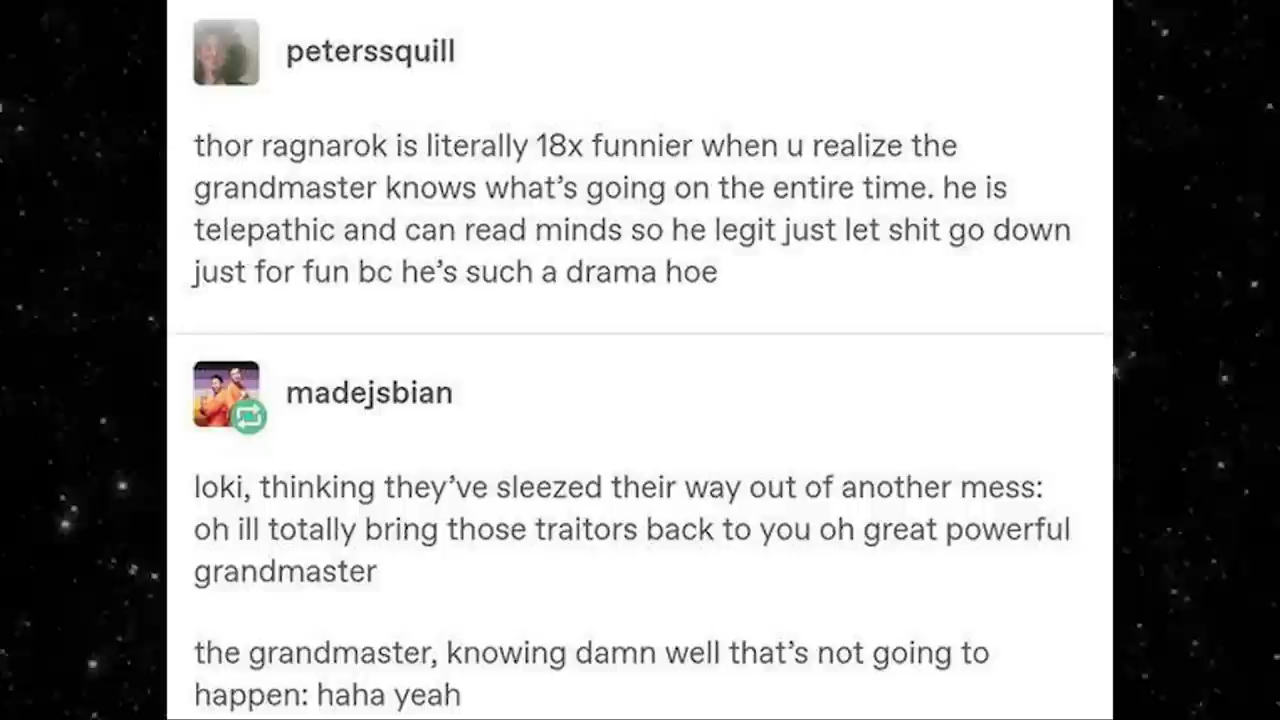 peterssquill
thor ragnarok is literally 18x funnier when u realize the
grandmaster knows what’s going on the entire time. he is
telepathic and can read minds so he legit just let shit go down
just for fun bc he’s such a drama hoe
madejsbian
loki, thinking they’ve sleezed their way out of another mess:
oh ill totally bring those traitors back to you oh great powerful
grandmaster
the grandmaster, knowing damn well that’s not going to
happen: haha yeah